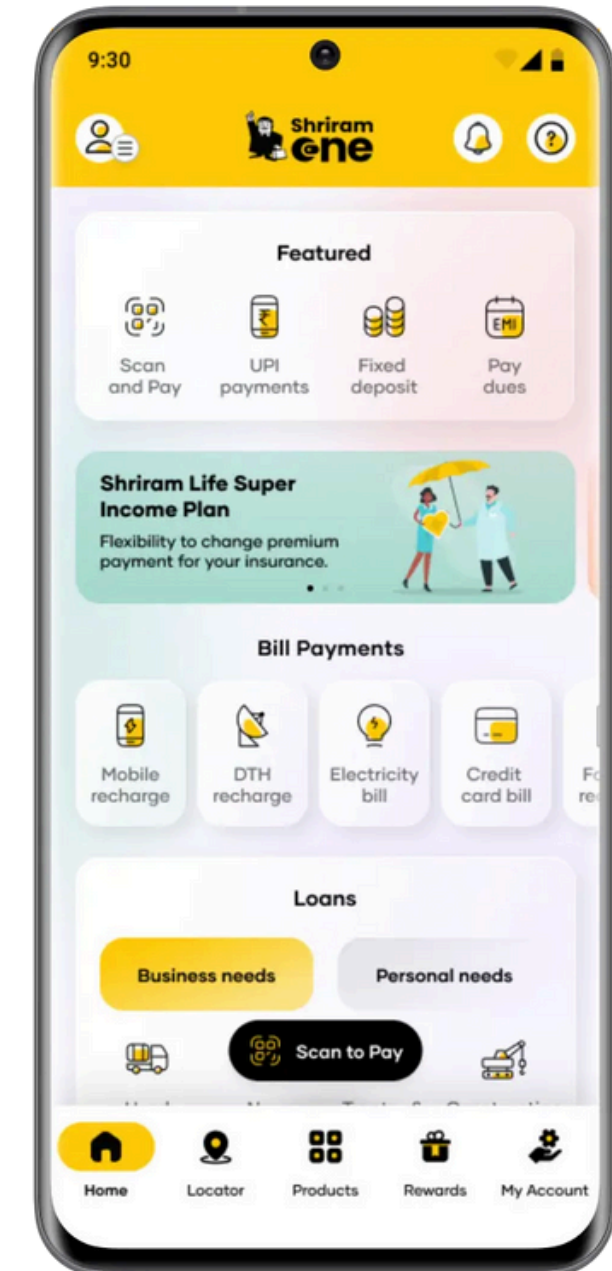 9:30
Shriram
One
Featured
EMI
Scan
and Pay
UPI
payments
Fixed
deposit
Pay
dues
Shriram Life Super
Income Plan
Flexibility to change premium
payment for your insurance.
Bill Payments
Mobile
recharge
DTH
recharge
Electricity
bill
Credit
card bill
Loans
Business needs
Personal needs
Scan to Pay
Home
Locator
Products
Rewards
My Account